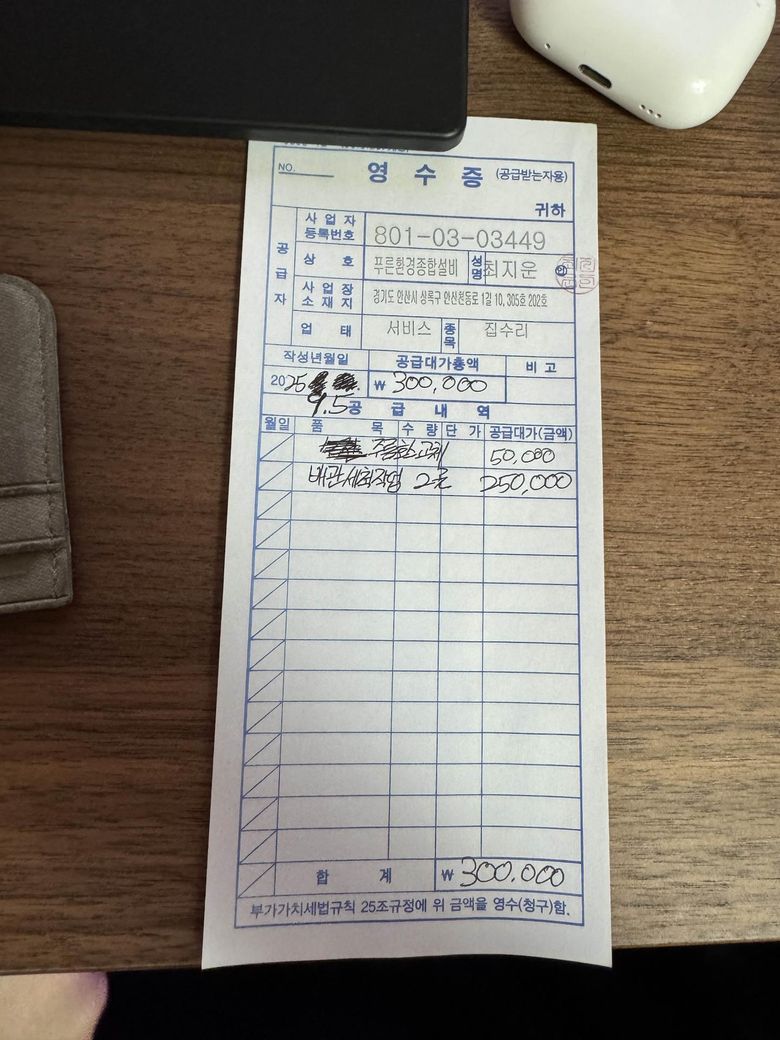 NO.
영 수 증 (공급받는자용)
귀하
공급자
사업자등록번호 801-03-03449
상 호 푸른환경종합설비 성명 최지운 ㊞
사업장소재지 경기도 안산시 상록구 안산천동로 1길 10, 305호 202호
업 태 서비스 종목 집수리
작성년월일 공급대가총액 비 고
2025 9.5 ₩ 300,000
공 급 내 역
월일 품 목 수 량 단 가 공급대가(금액)
50,000
배관세척작업 2곳 250,000
합 계 ₩ 300.000
부가가치세법규칙 25조규정에 위 금액을 영수(청구)함.